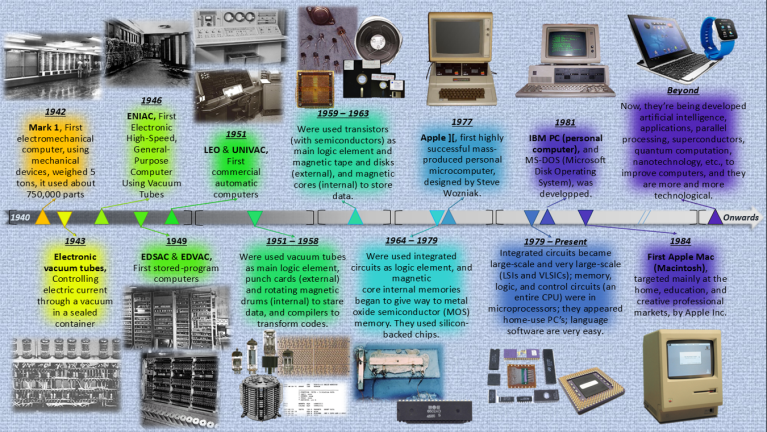 1942
Mark 1, First
electromechanical
computer, using
mechanical
devices, weighed 5
tons, it used about
750,000 parts
1946
ENIAC, First
Electronic
High-Speed,
General-
Purpose
Computer
Using Vacuum
Tubes
1951
LEO & UNIVAC,
First
commercial
automatic
computers
1959 – 1963
Were used transistors
(with semiconductors) as
main logic element and
magnetic tape and disks
(external), and magnetic
cores (internal) to store
data.
1977
Apple ][, first highly
successful mass-
produced personal
microcomputer,
designed by Steve
Wozniak.
1981
IBM PC (personal
computer), and
MS-DOS (Microsoft
Disk Operating
System), was
developped.
Beyond
Now, they're being developed
artificial intelligence,
applications, parallel
processing, superconductors,
quantum computation,
nanotechnology, etc., to
improve computers, and they
are more and more
technological.
1940
Onwards
1943
Electronic
vacuum tubes,
Controlling
electric current
through a vacuum
in a sealed
container
1949
EDSAC & EDVAC,
First stored-program
computers
1951 – 1958
Were used vacuum tubes
as main logic element,
punch cards (external)
and rotating magnetic
drums (internal) to stare
data, and compilers to
transform codes.
1964 – 1979
Were used integrated
circuits as logic element, and
magnetic
core internal memories
began to give way to metal
oxide semiconductor (MOS)
memory. They used silicon-
backed chips.
1979 – Present
Integrated circuits became
large-scale and very large-scale
(LSIs and VLSICs); memory,
logic, and control circuits (an
entire CPU) were in
microprocessors; they appeared
home-use PC's; language
software are very easy.
1984
First Apple Mac
(Macintosh),
targeted mainly at the
home, education, and
creative professional
markets, by Apple Inc.